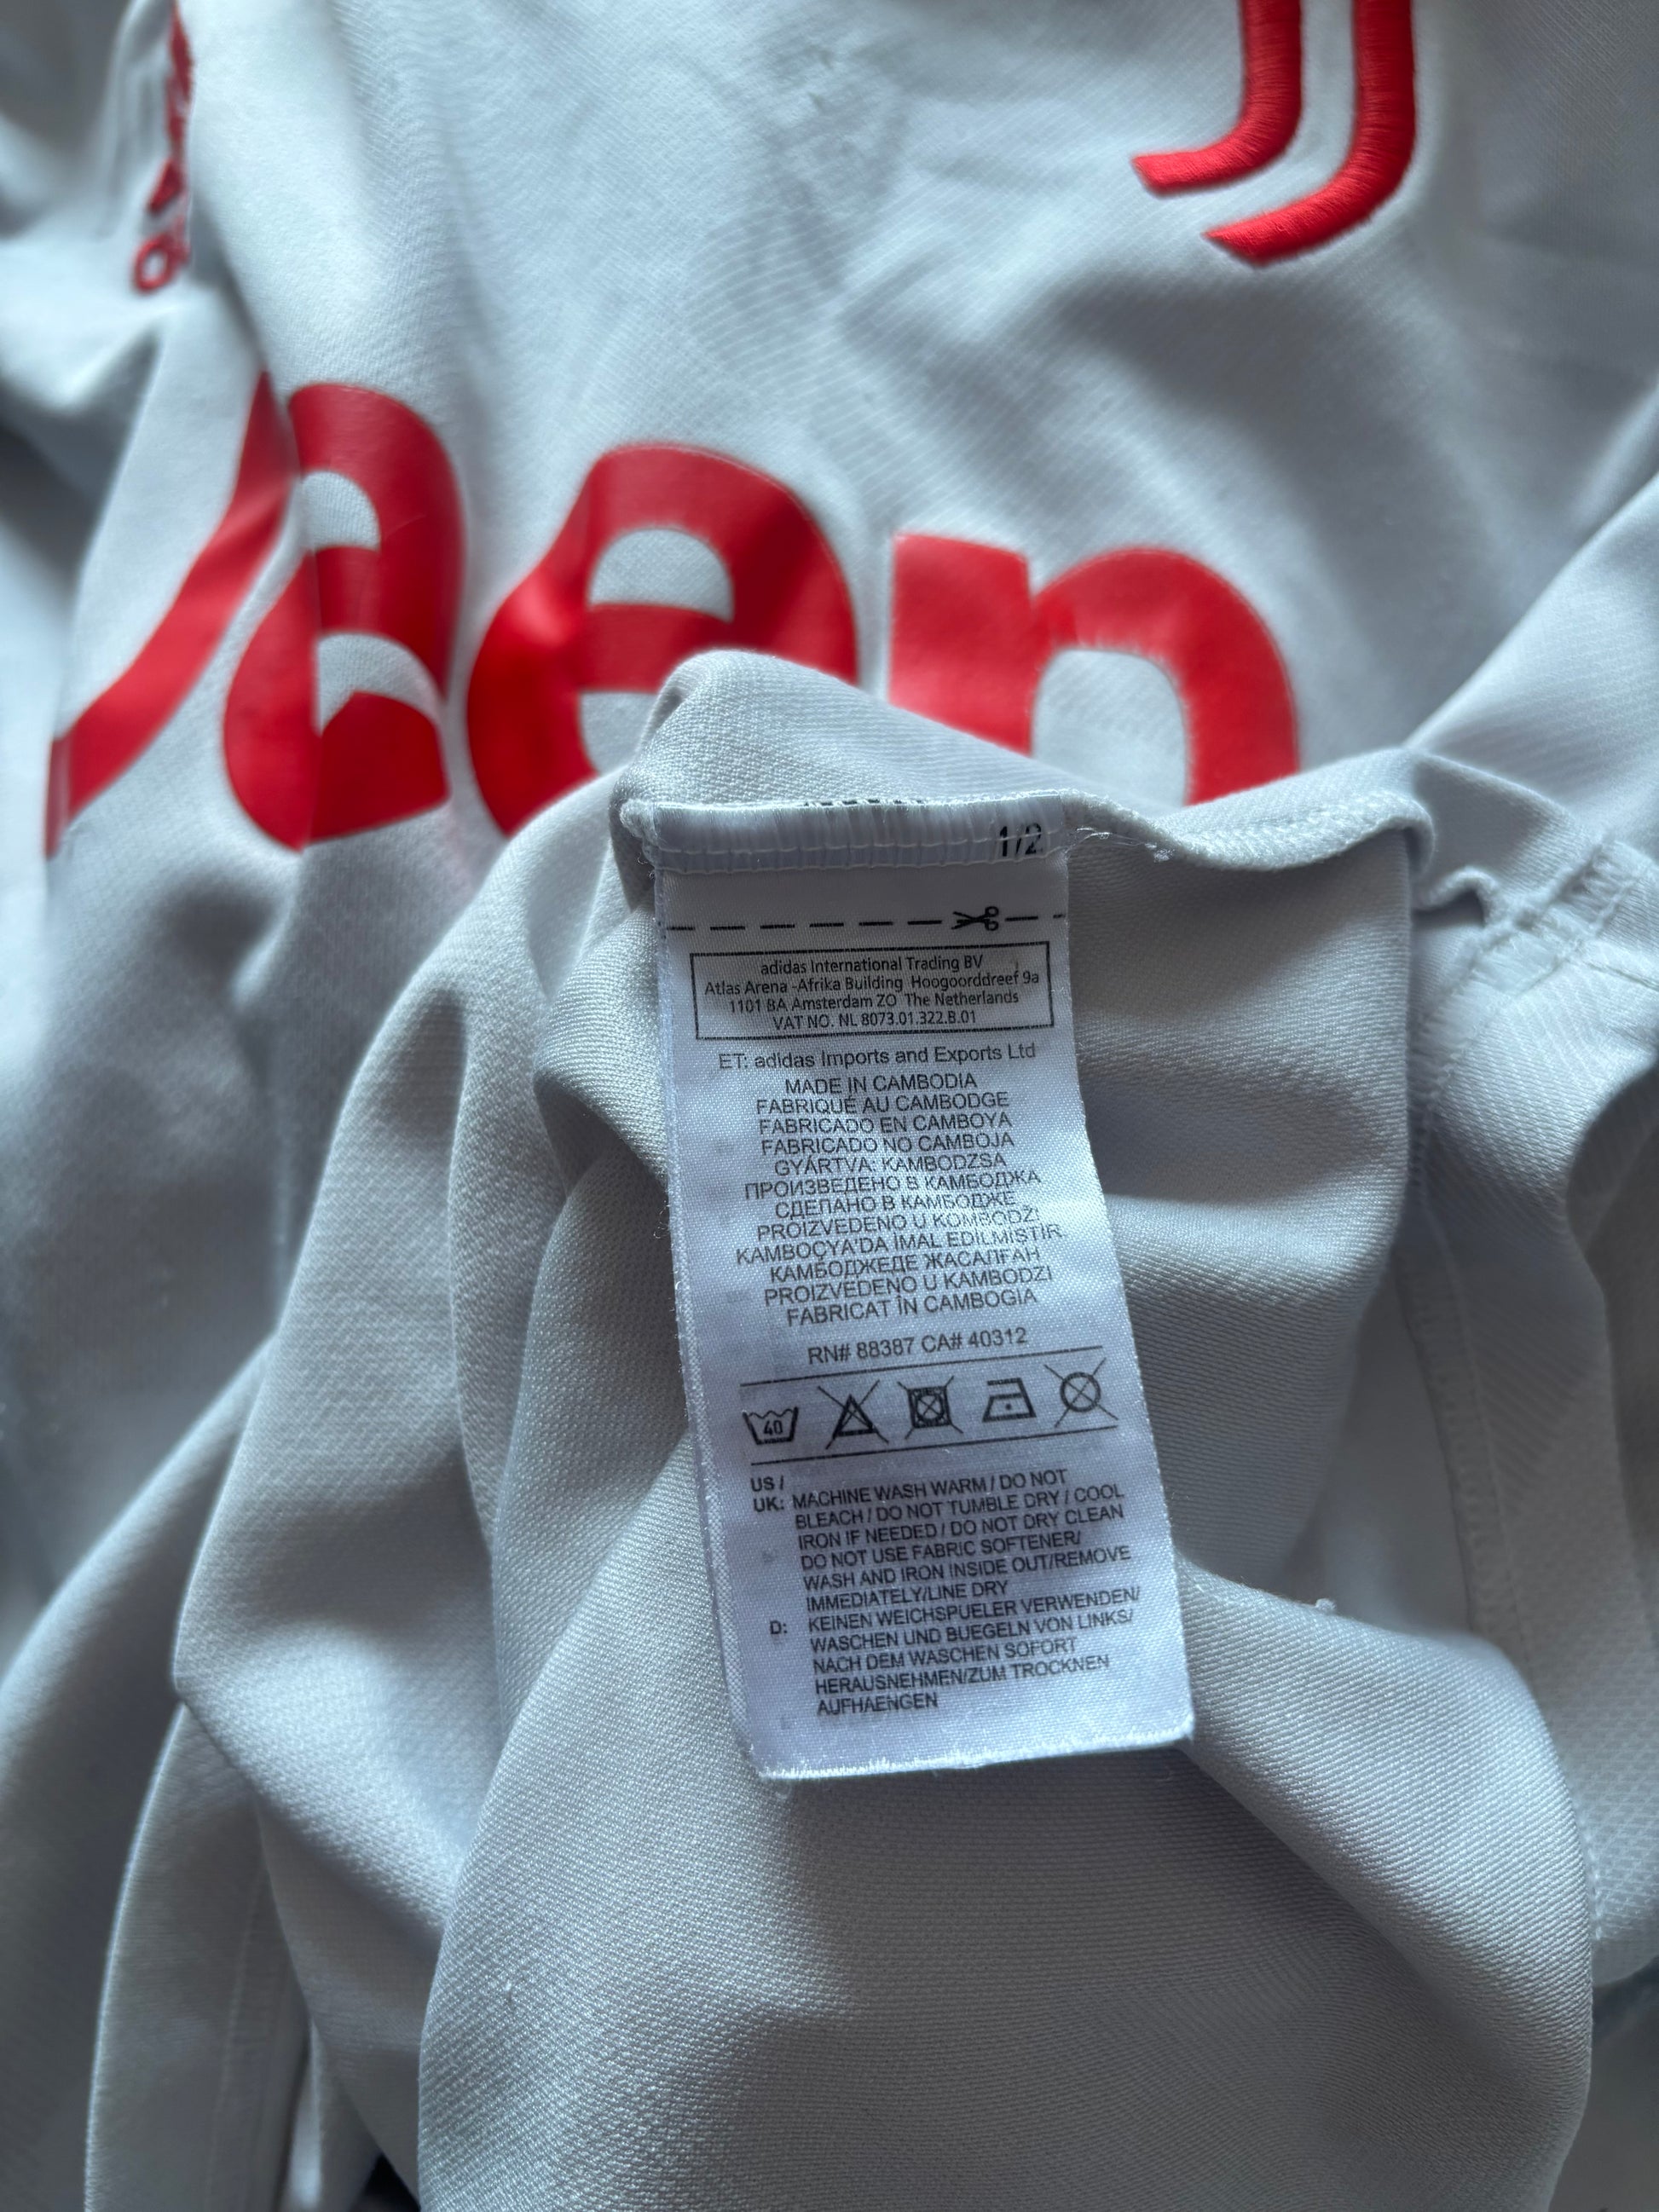 Jeep
adidas
1/2
adidas International Trading BV
Atlas Arena -Afrika Building Hoogoorddreef 9a
1101 BA Amsterdam ZO The Netherlands
VAT NO. NL 8073.01.322.B.01
ET: adidas Imports and Exports Ltd
MADE IN CAMBODIA
FABRIQUÉ AU CAMBODGE
FABRICADO EN CAMBOYA
FABRICADO NO CAMBOJA
GYÁRTVA: KAMBODZSA
ПРОИЗВЕДЕНО В КАМБОДЖА
СДЕЛАНО В КАМБОДЖЕ
PROIZVEDENO U KOMBODŽI
KAMBOÇYA'DA İMAL EDİLMİSTİR
КАМБОДЖЕДЕ ЖАСАЛҒАН
PROIZVEDENO U KAMBODZI
FABRICAT ÎN CAMBOGIA
RN# 88387 CA# 40312
40
US /
UK: MACHINE WASH WARM / DO NOT
BLEACH / DO NOT TUMBLE DRY / COOL
IRON IF NEEDED / DO NOT DRY CLEAN
DO NOT USE FABRIC SOFTENER/
WASH AND IRON INSIDE OUT/REMOVE
IMMEDIATELY/LINE DRY
D: KEINEN WEICHSPUELER VERWENDEN/
WASCHEN UND BUEGELN VON LINKS/
NACH DEM WASCHEN SOFORT
HERAUSNEHMEN/ZUM TROCKNEN
AUFHAENGEN